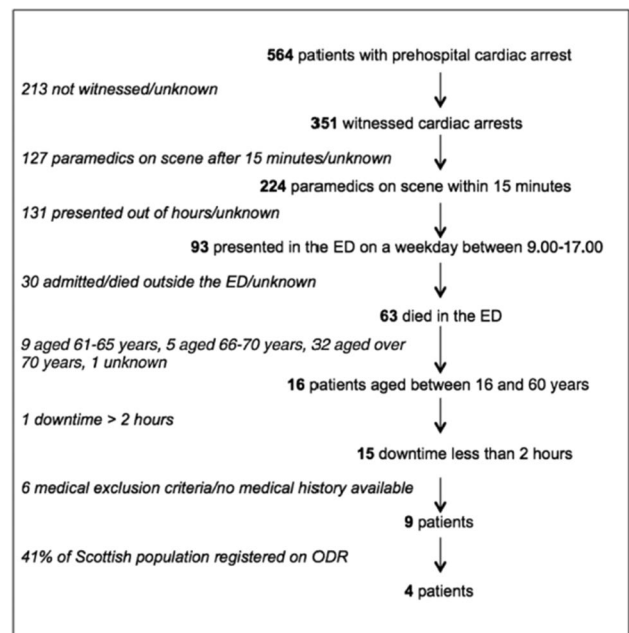 564 patients with prehospital cardiac arrest
213 not witnessed/unknown
351 witnessed cardiac arrests
127 paramedics on scene after 15 minutes/unknown
224 paramedics on scene within 15 minutes
131 presented out of hours/unknown
93 presented in the ED on a weekday between 9.00-17.00
30 admitted/died outside the ED/unknown
63 died in the ED
9 aged 61-65 years, 5 aged 66-70 years, 32 aged over
70 years, 1 unknown
16 patients aged between 16 and 60 years
1 downtime > 2 hours
15 downtime less than 2 hours
6 medical exclusion criteria/no medical history available
9 patients
41% of Scottish population registered on ODR
4 patients